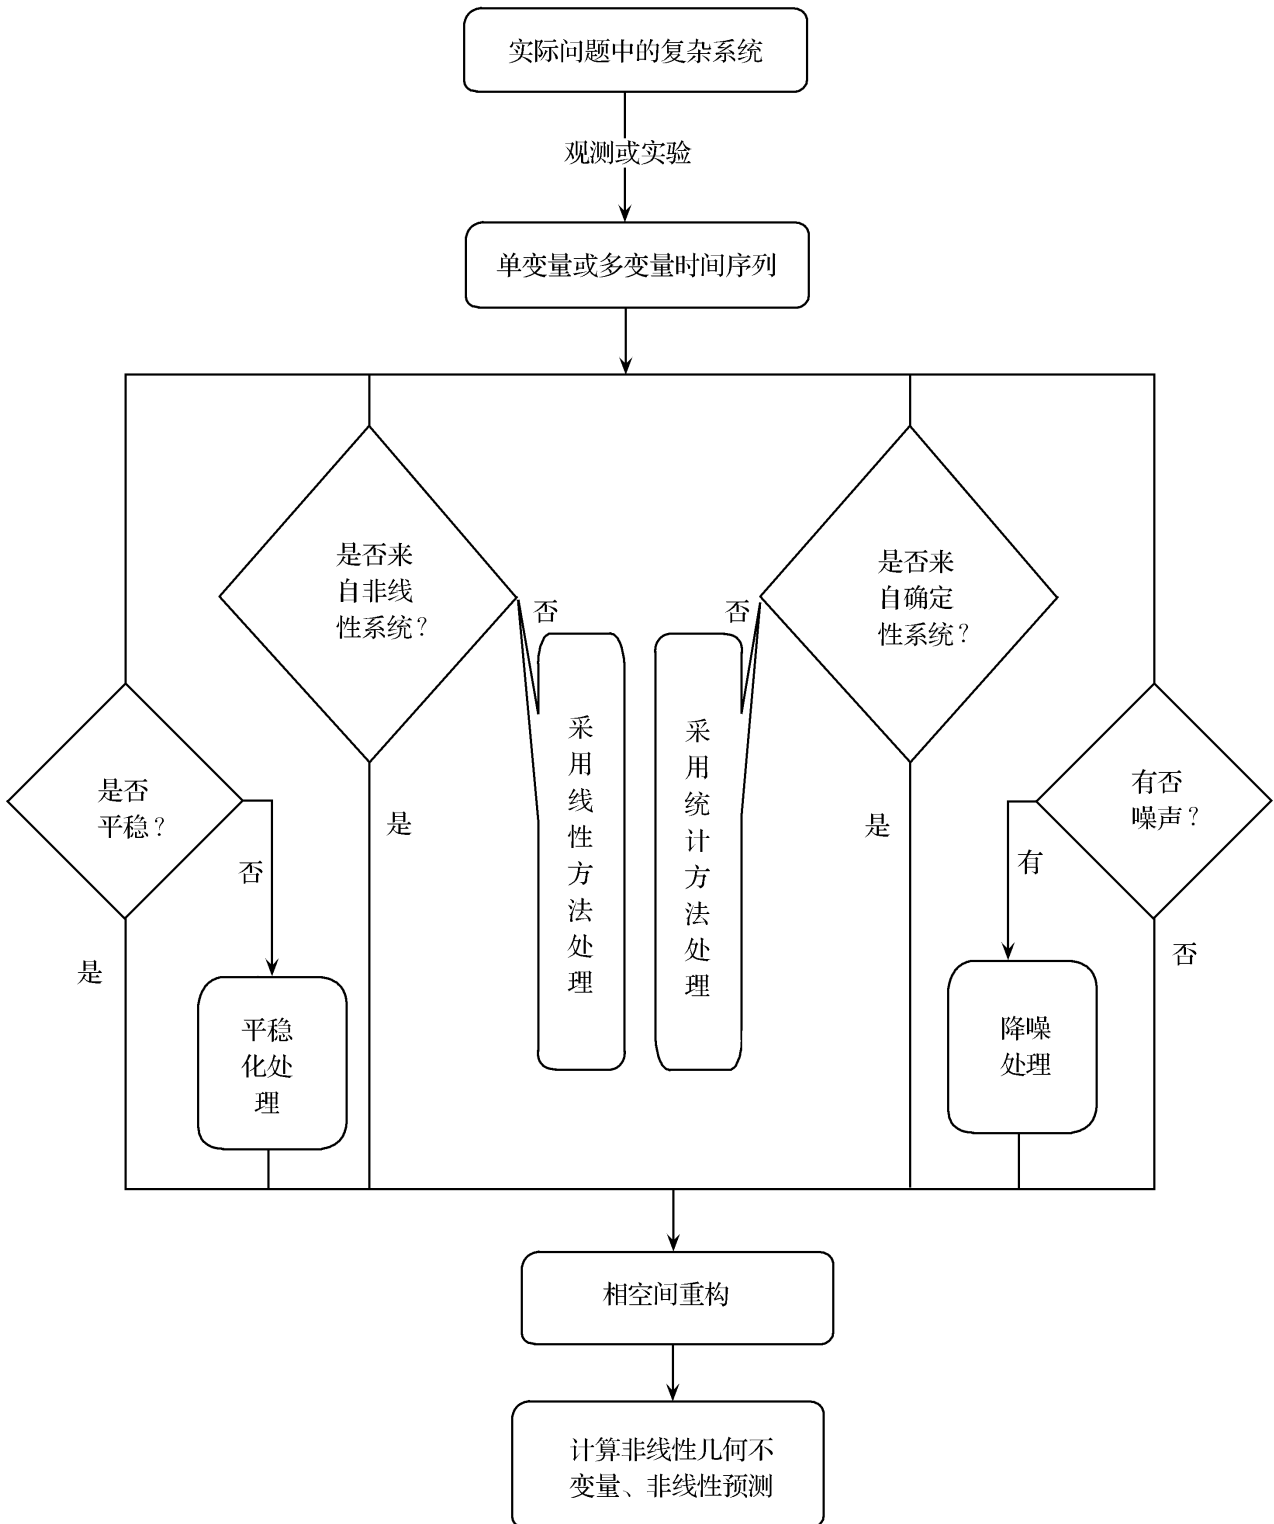 实际问题中的复杂系统
观测或实验
单变量或多变量时间序列
是否来
自非线
性系统?
否
否
是否来
自确定
性系统?
采用线性方法处理
采用统计方法处理
是否
平稳?
有否
噪声?
是
是
否
有
是
否
平稳
化处
理
降噪
处理
相空间重构
计算非线性几何不
变量、非线性预测